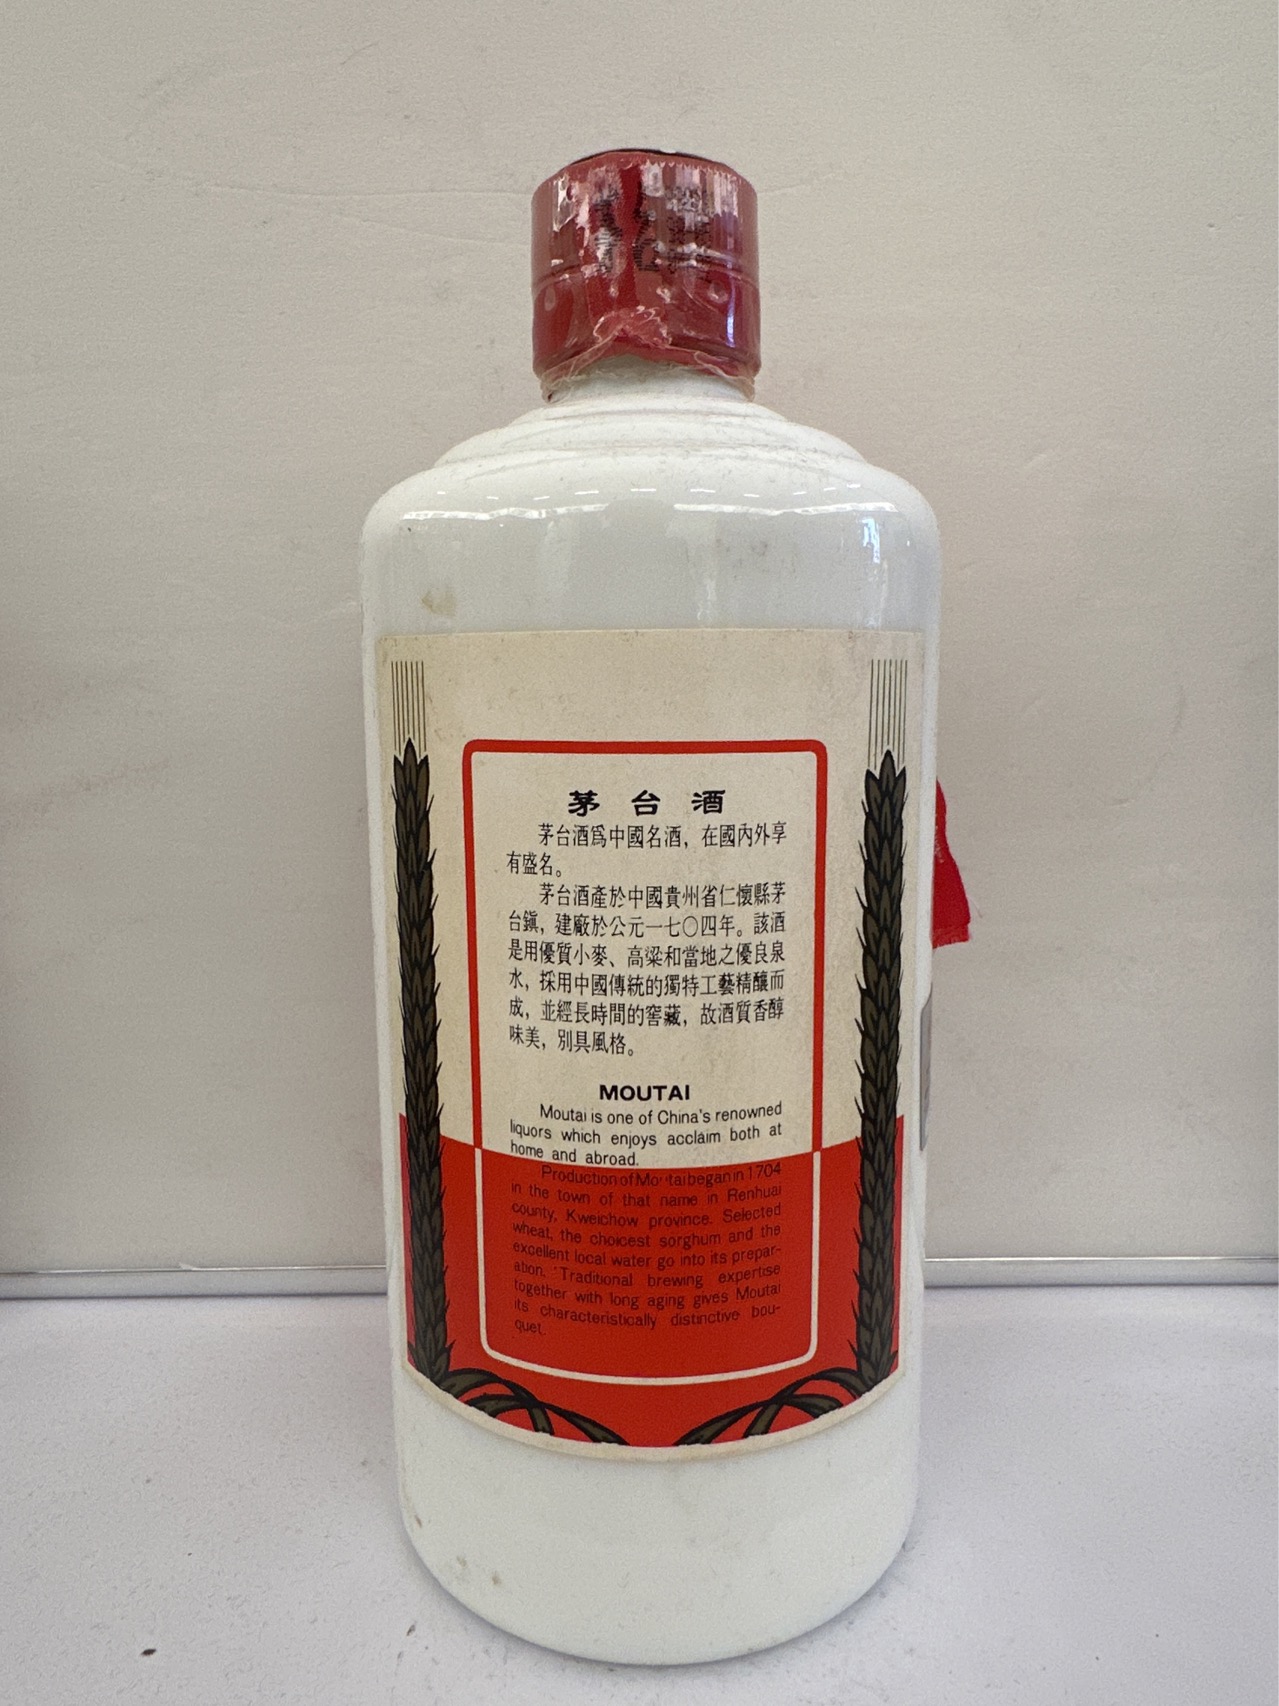 茅台酒
茅台酒爲中國名酒，在國內外享
有盛名。
茅台酒產於中國貴州省仁懷縣茅
台鎭，建廠於公元一七〇四年。該酒
是用優質小麥、高粱和當地之優良泉
水，採用中國傳統的獨特工藝精釀而
成，並經長時間的窖藏，故酒質香醇
味美，別具風格。
MOUTAI
Moutai is one of China's renowned
liquors which enjoys acclaim both at
home and abroad.
Production of Moutai began in 1704
in the town of that name in Renhuai
county, Kweichow province. Selected
wheat, the choicest sorghum and the
excellent local water go into its prepar-
ation. Traditional brewing expertise
together with long aging gives Moutai
its characteristically distinctive bou-
quet.